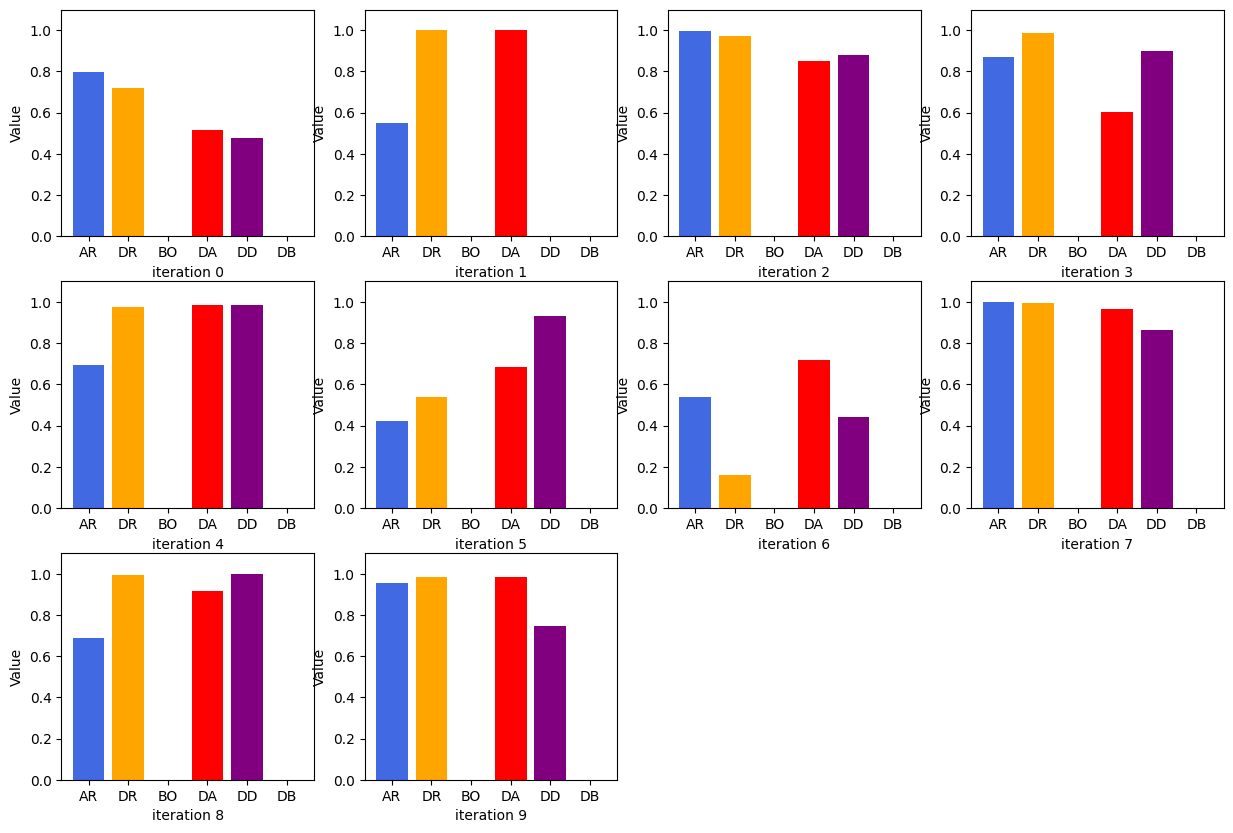 1.0
0.8
0.6
0.4
0.2
0.0
Value
AR DR BO DA DD DB
iteration 0
1.0
0.8
0.6
0.4
0.2
0.0
Value
AR DR BO DA DD DB
iteration 1
1.0
0.8
0.6
0.4
0.2
0.0
Value
AR DR BO DA DD DB
iteration 2
1.0
0.8
0.6
0.4
0.2
0.0
Value
AR DR BO DA DD DB
iteration 3
1.0
0.8
0.6
0.4
0.2
0.0
Value
AR DR BO DA DD DB
iteration 4
1.0
0.8
0.6
0.4
0.2
0.0
Value
AR DR BO DA DD DB
iteration 5
1.0
0.8
0.6
0.4
0.2
0.0
Value
AR DR BO DA DD DB
iteration 6
1.0
0.8
0.6
0.4
0.2
0.0
Value
AR DR BO DA DD DB
iteration 7
1.0
0.8
0.6
0.4
0.2
0.0
Value
AR DR BO DA DD DB
iteration 8
1.0
0.8
0.6
0.4
0.2
0.0
Value
AR DR BO DA DD DB
iteration 9